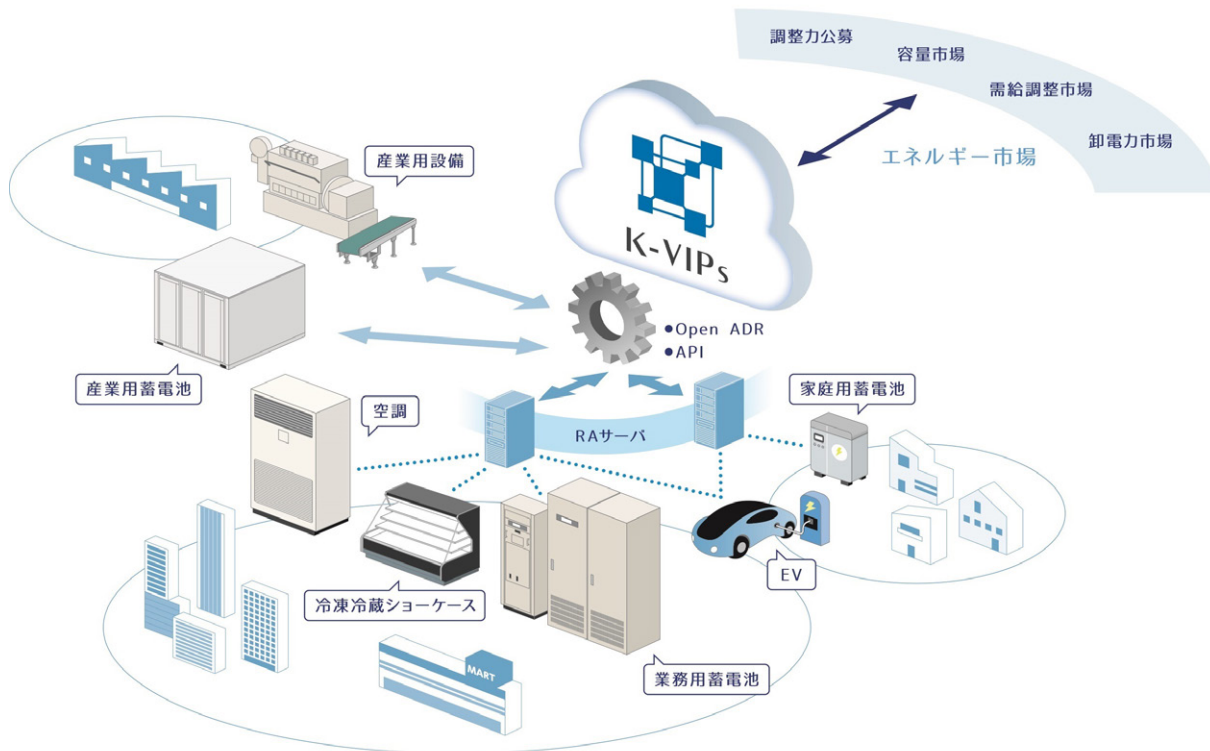 調整力公募
容量市場
需給調整市場
卸電力市場
エネルギー市場
K-VIPs
産業用設備
●Open ADR
●API
産業用蓄電池
家庭用蓄電池
空調
RAサーバ
EV
冷凍冷蔵ショーケース
MART
業務用蓄電池